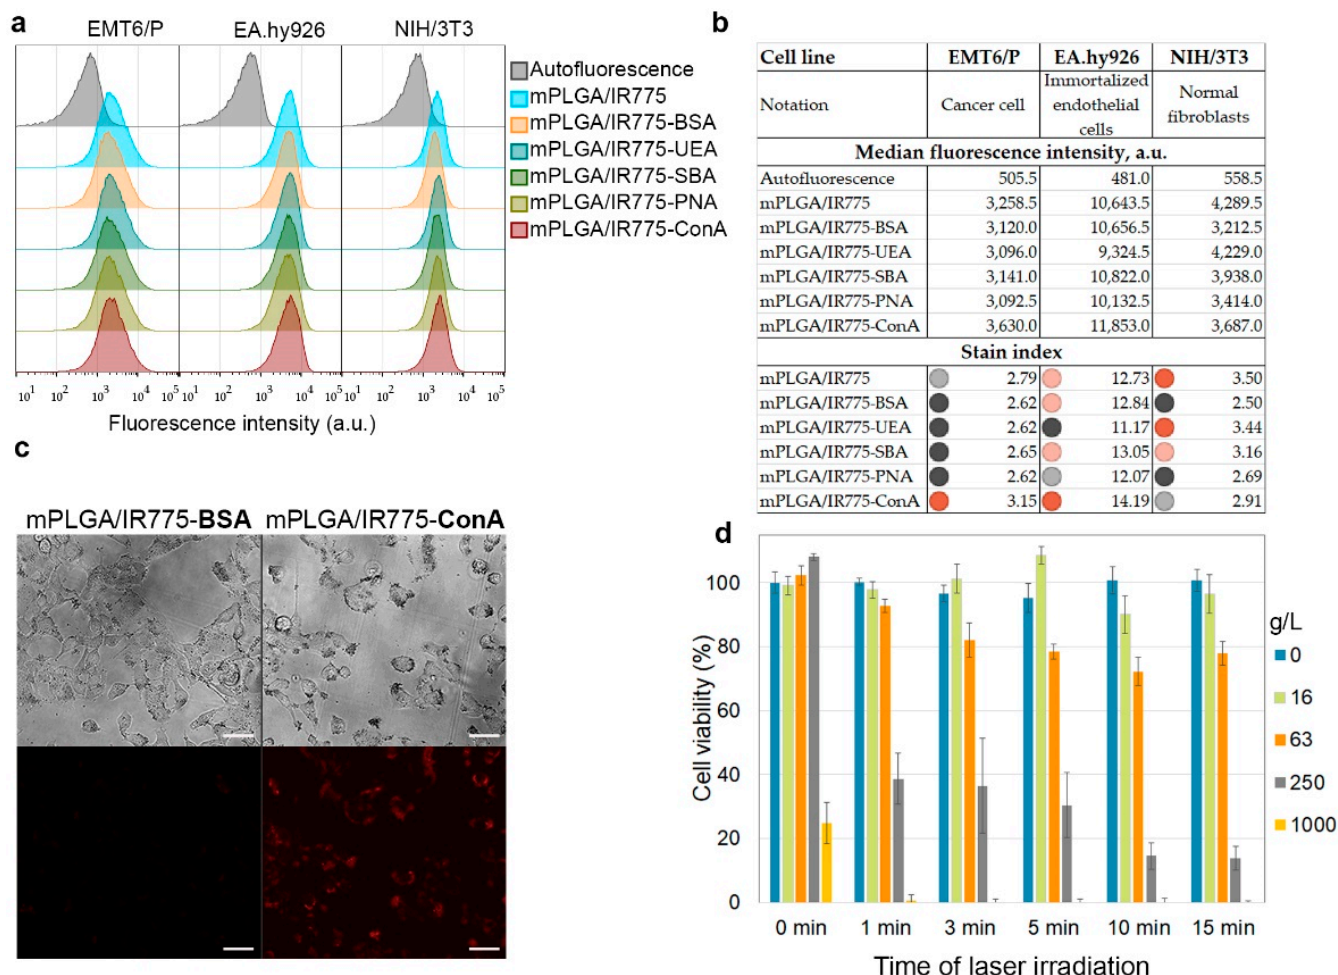 a
EMT6/P EA.hy926 NIH/3T3
Autofluorescence
mPLGA/IR775
mPLGA/IR775-BSA
mPLGA/IR775-UEA
mPLGA/IR775-SBA
mPLGA/IR775-PNA
mPLGA/IR775-ConA
10¹ 10² 10³ 10⁴ 10⁵ 10¹ 10² 10³ 10⁴ 10⁵ 10¹ 10² 10³ 10⁴ 10⁵
Fluorescence intensity (a.u.)
b
Cell line EMT6/P EA.hy926 NIH/3T3
Notation Cancer cell Immortalized endothelial cells Normal fibroblasts
Median fluorescence intensity, a.u.
Autofluorescence 505.5 481.0 558.5
mPLGA/IR775 3,258.5 10,643.5 4,289.5
mPLGA/IR775-BSA 3,120.0 10,656.5 3,212.5
mPLGA/IR775-UEA 3,096.0 9,324.5 4,229.0
mPLGA/IR775-SBA 3,141.0 10,822.0 3,938.0
mPLGA/IR775-PNA 3,092.5 10,132.5 3,414.0
mPLGA/IR775-ConA 3,630.0 11,853.0 3,687.0
Stain index
mPLGA/IR775 2.79 12.73 3.50
mPLGA/IR775-BSA 2.62 12.84 2.50
mPLGA/IR775-UEA 2.62 11.17 3.44
mPLGA/IR775-SBA 2.65 13.05 3.16
mPLGA/IR775-PNA 2.62 12.07 2.69
mPLGA/IR775-ConA 3.15 14.19 2.91
c
mPLGA/IR775-BSA mPLGA/IR775-ConA
d
Cell viability (%)
100
80
60
40
20
0
0 min 1 min 3 min 5 min 10 min 15 min
Time of laser irradiation
g/L
0
16
63
250
1000